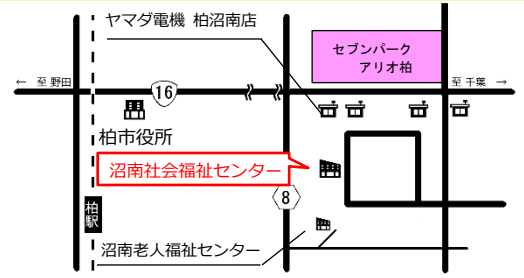 ヤマダ電機 柏沼南店
セブンパーク
アリオ柏
← 至 野田
至 千葉 →
16
柏市役所
沼南社会福祉センター
8
柏駅
沼南老人福祉センター